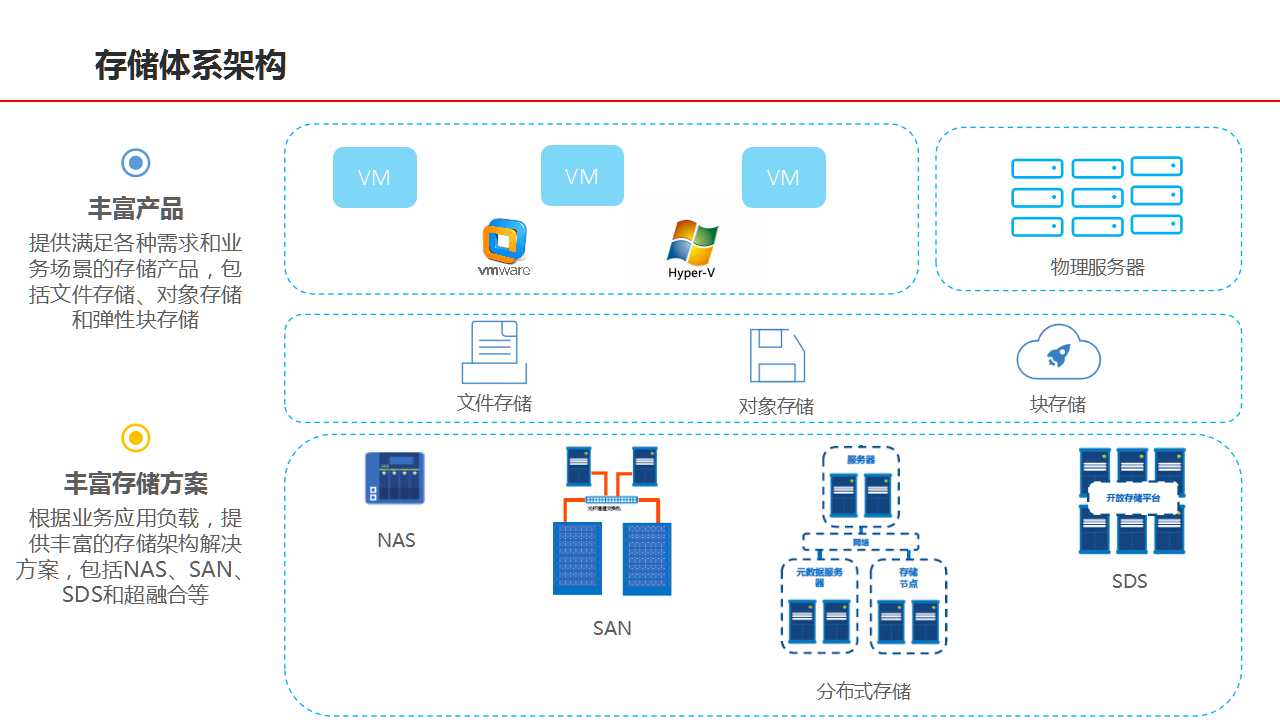 存储体系架构
丰富产品
提供满足各种需求和业
务场景的存储产品，包
括文件存储、对象存储
和弹性块存储
丰富存储方案
根据业务应用负载，提
供丰富的存储架构解决
方案，包括NAS、SAN、
SDS和超融合等
VM
VM
VM
vmware
Hyper-V
物理服务器
文件存储
对象存储
块存储
NAS
光纤通道交换机
SAN
服务器
网络
元数据服务
器
存储
节点
分布式存储
开放存储平台
SDS